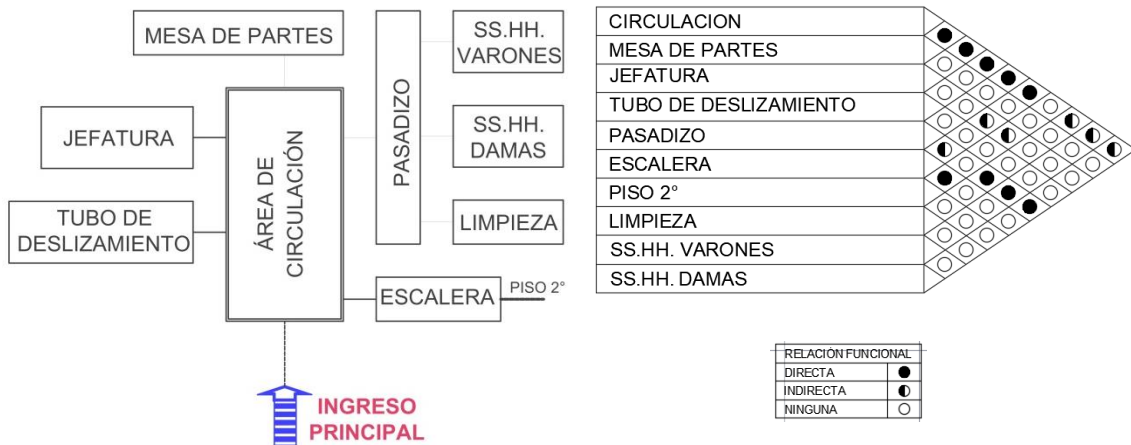 MESA DE PARTES
SS.HH.
VARONES
JEFATURA
ÁREA DE
CIRCULACIÓN
PASADIZO
SS.HH.
DAMAS
TUBO DE
DESLIZAMIENTO
LIMPIEZA
ESCALERA
PISO 2°
INGRESO
PRINCIPAL
CIRCULACION
MESA DE PARTES
JEFATURA
TUBO DE DESLIZAMIENTO
PASADIZO
ESCALERA
PISO 2°
LIMPIEZA
SS.HH. VARONES
SS.HH. DAMAS
RELACIÓN FUNCIONAL
DIRECTA
INDIRECTA
NINGUNA